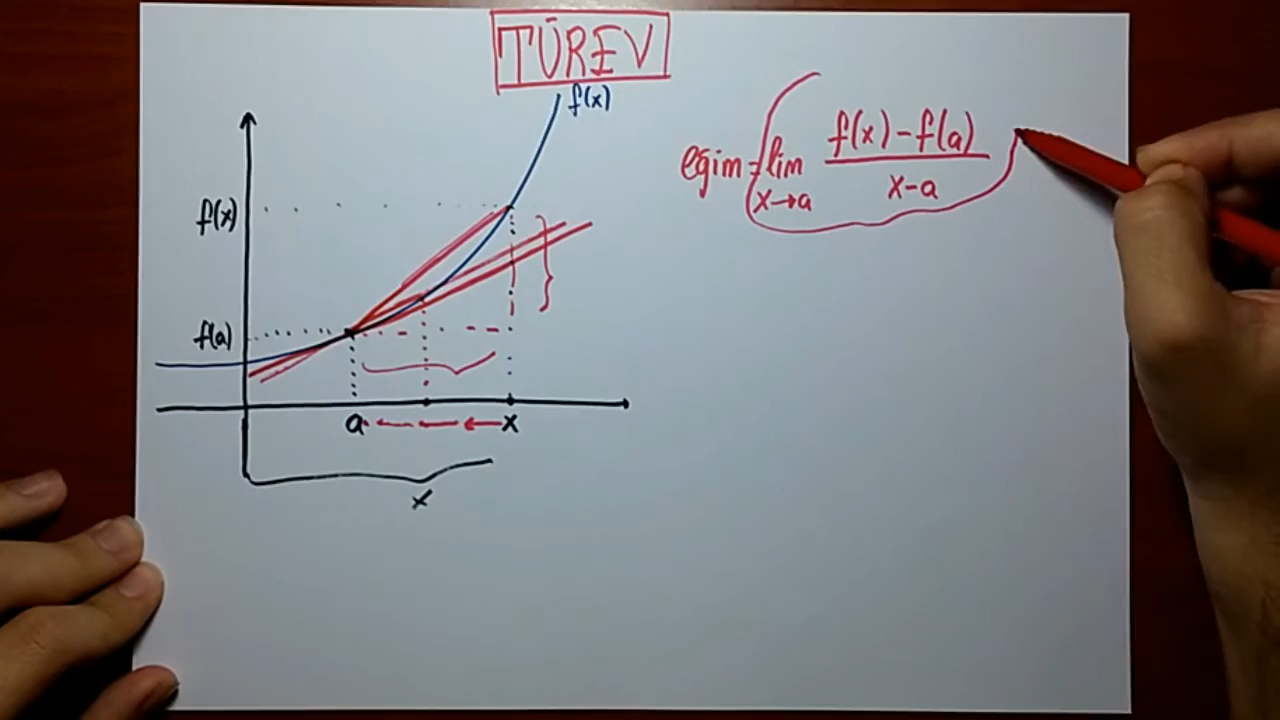 TÜREV
f(x)
eğim = lim x→a
f(x) - f(a)
x-a
f(x)
f(a)
a
x
x